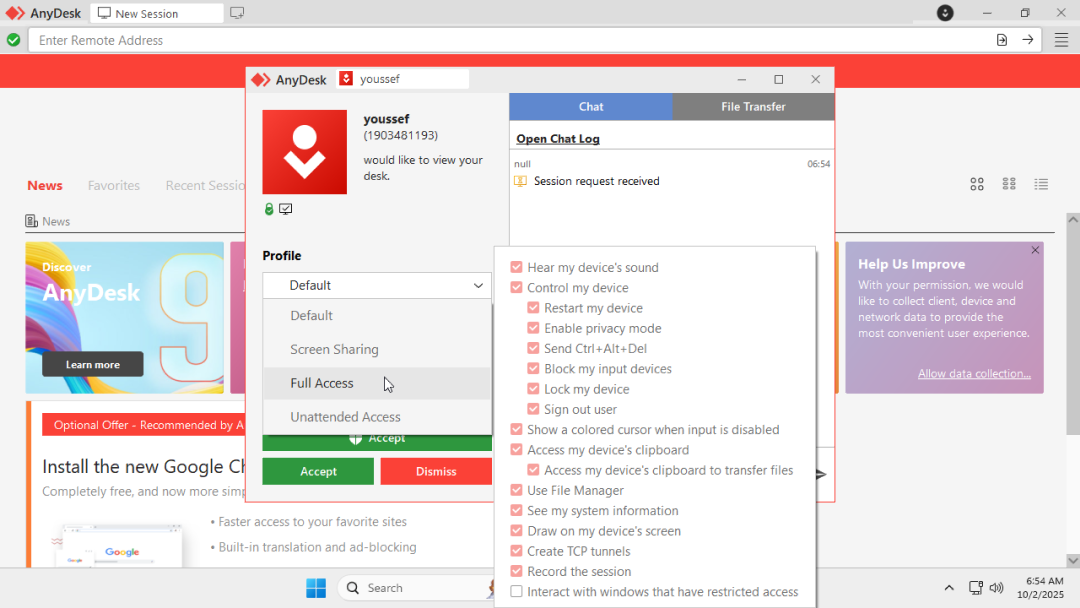 AnyDesk
New Session
Enter Remote Address
News
Favorites
Recent Sessio
News
Discover
AnyDesk
Learn more
Optional Offer - Recommended by A
Install the new Google Ch
Completely free, and now more simp
• Faster access to your favorite sites
• Built-in translation and ad-blocking
Google
Google
AnyDesk
youssef
youssef
(1903481193)
would like to view your
desk.
Profile
Default
Default
Screen Sharing
Full Access
Unattended Access
Accept
Accept
Dismiss
Chat
File Transfer
Open Chat Log
null
06:54
Session request received
Hear my device's sound
Control my device
Restart my device
Enable privacy mode
Send Ctrl+Alt+Del
Block my input devices
Lock my device
Sign out user
Show a colored cursor when input is disabled
Access my device's clipboard
Access my device's clipboard to transfer files
Use File Manager
See my system information
Draw on my device's screen
Create TCP tunnels
Record the session
Interact with windows that have restricted access
Help Us Improve
With your permission, we would
like to collect client, device and
network data to provide the
most convenient user experience.
Allow data collection...
Search
6:54 AM
10/2/2025